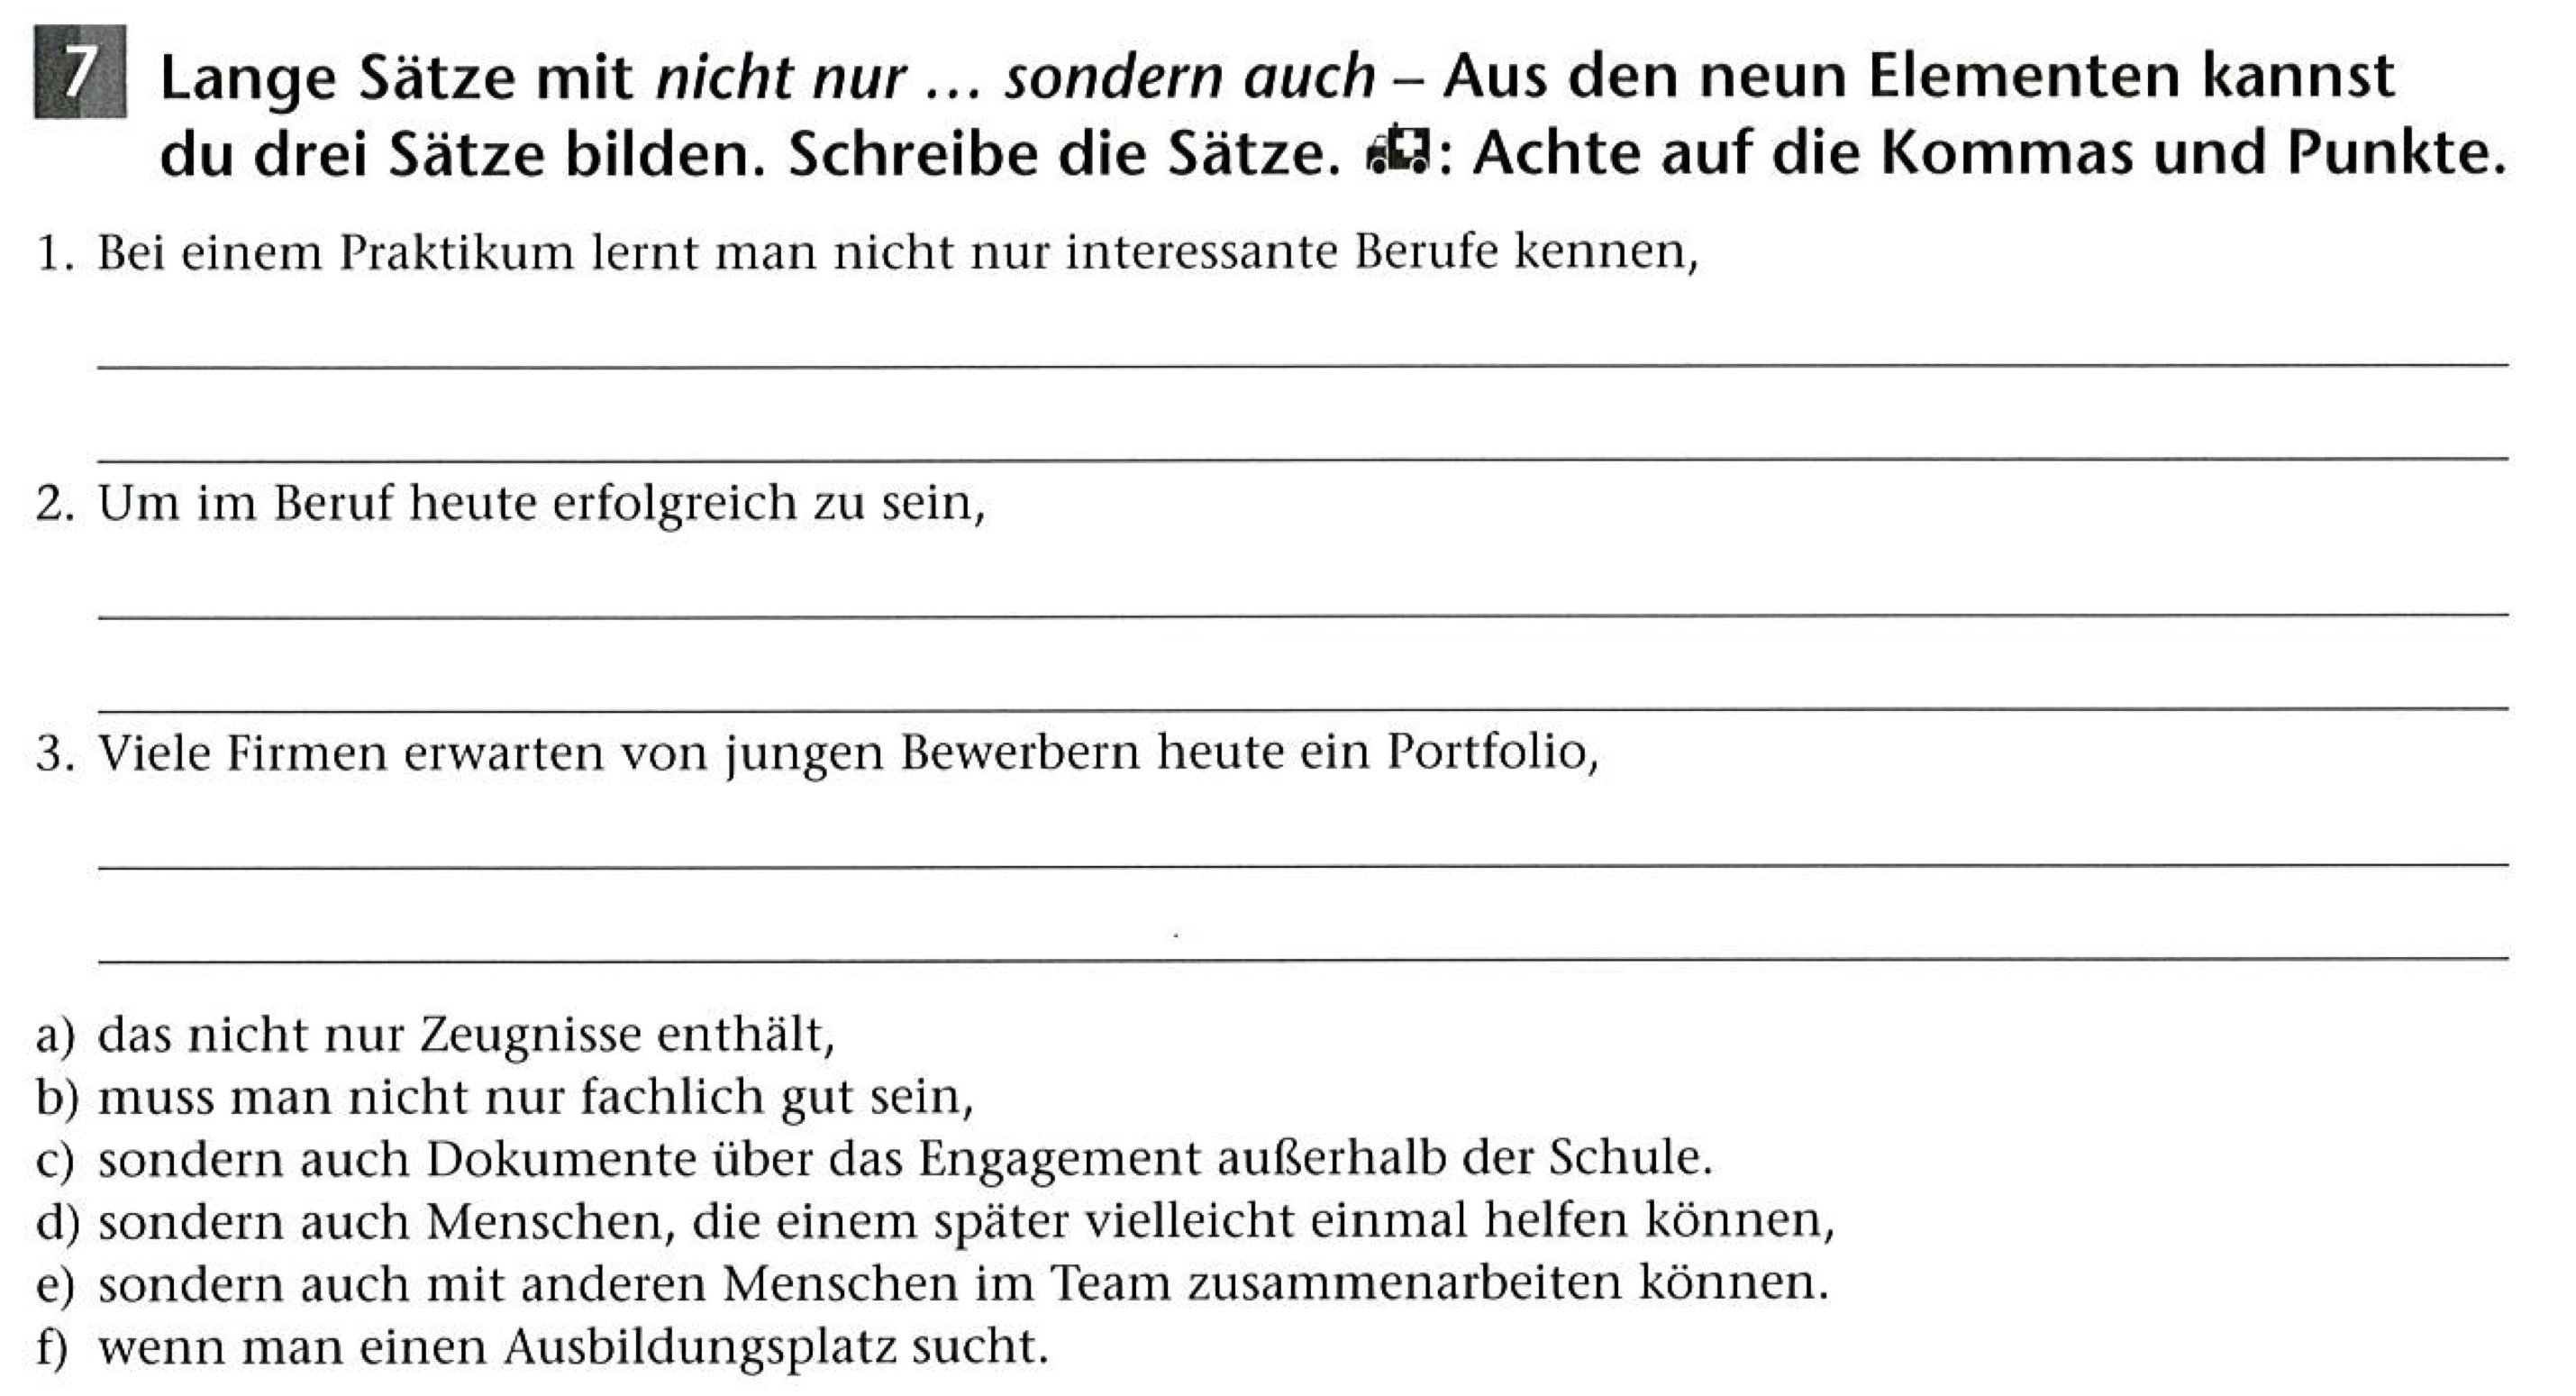 7 Lange Sätze mit nicht nur ... sondern auch – Aus den neun Elementen kannst
du drei Sätze bilden. Schreibe die Sätze. : Achte auf die Kommas und Punkte.
1. Bei einem Praktikum lernt man nicht nur interessante Berufe kennen,
2. Um im Beruf heute erfolgreich zu sein,
3. Viele Firmen erwarten von jungen Bewerbern heute ein Portfolio,
a) das nicht nur Zeugnisse enthält,
b) muss man nicht nur fachlich gut sein,
c) sondern auch Dokumente über das Engagement außerhalb der Schule.
d) sondern auch Menschen, die einem später vielleicht einmal helfen können,
e) sondern auch mit anderen Menschen im Team zusammenarbeiten können.
f) wenn man einen Ausbildungsplatz sucht.